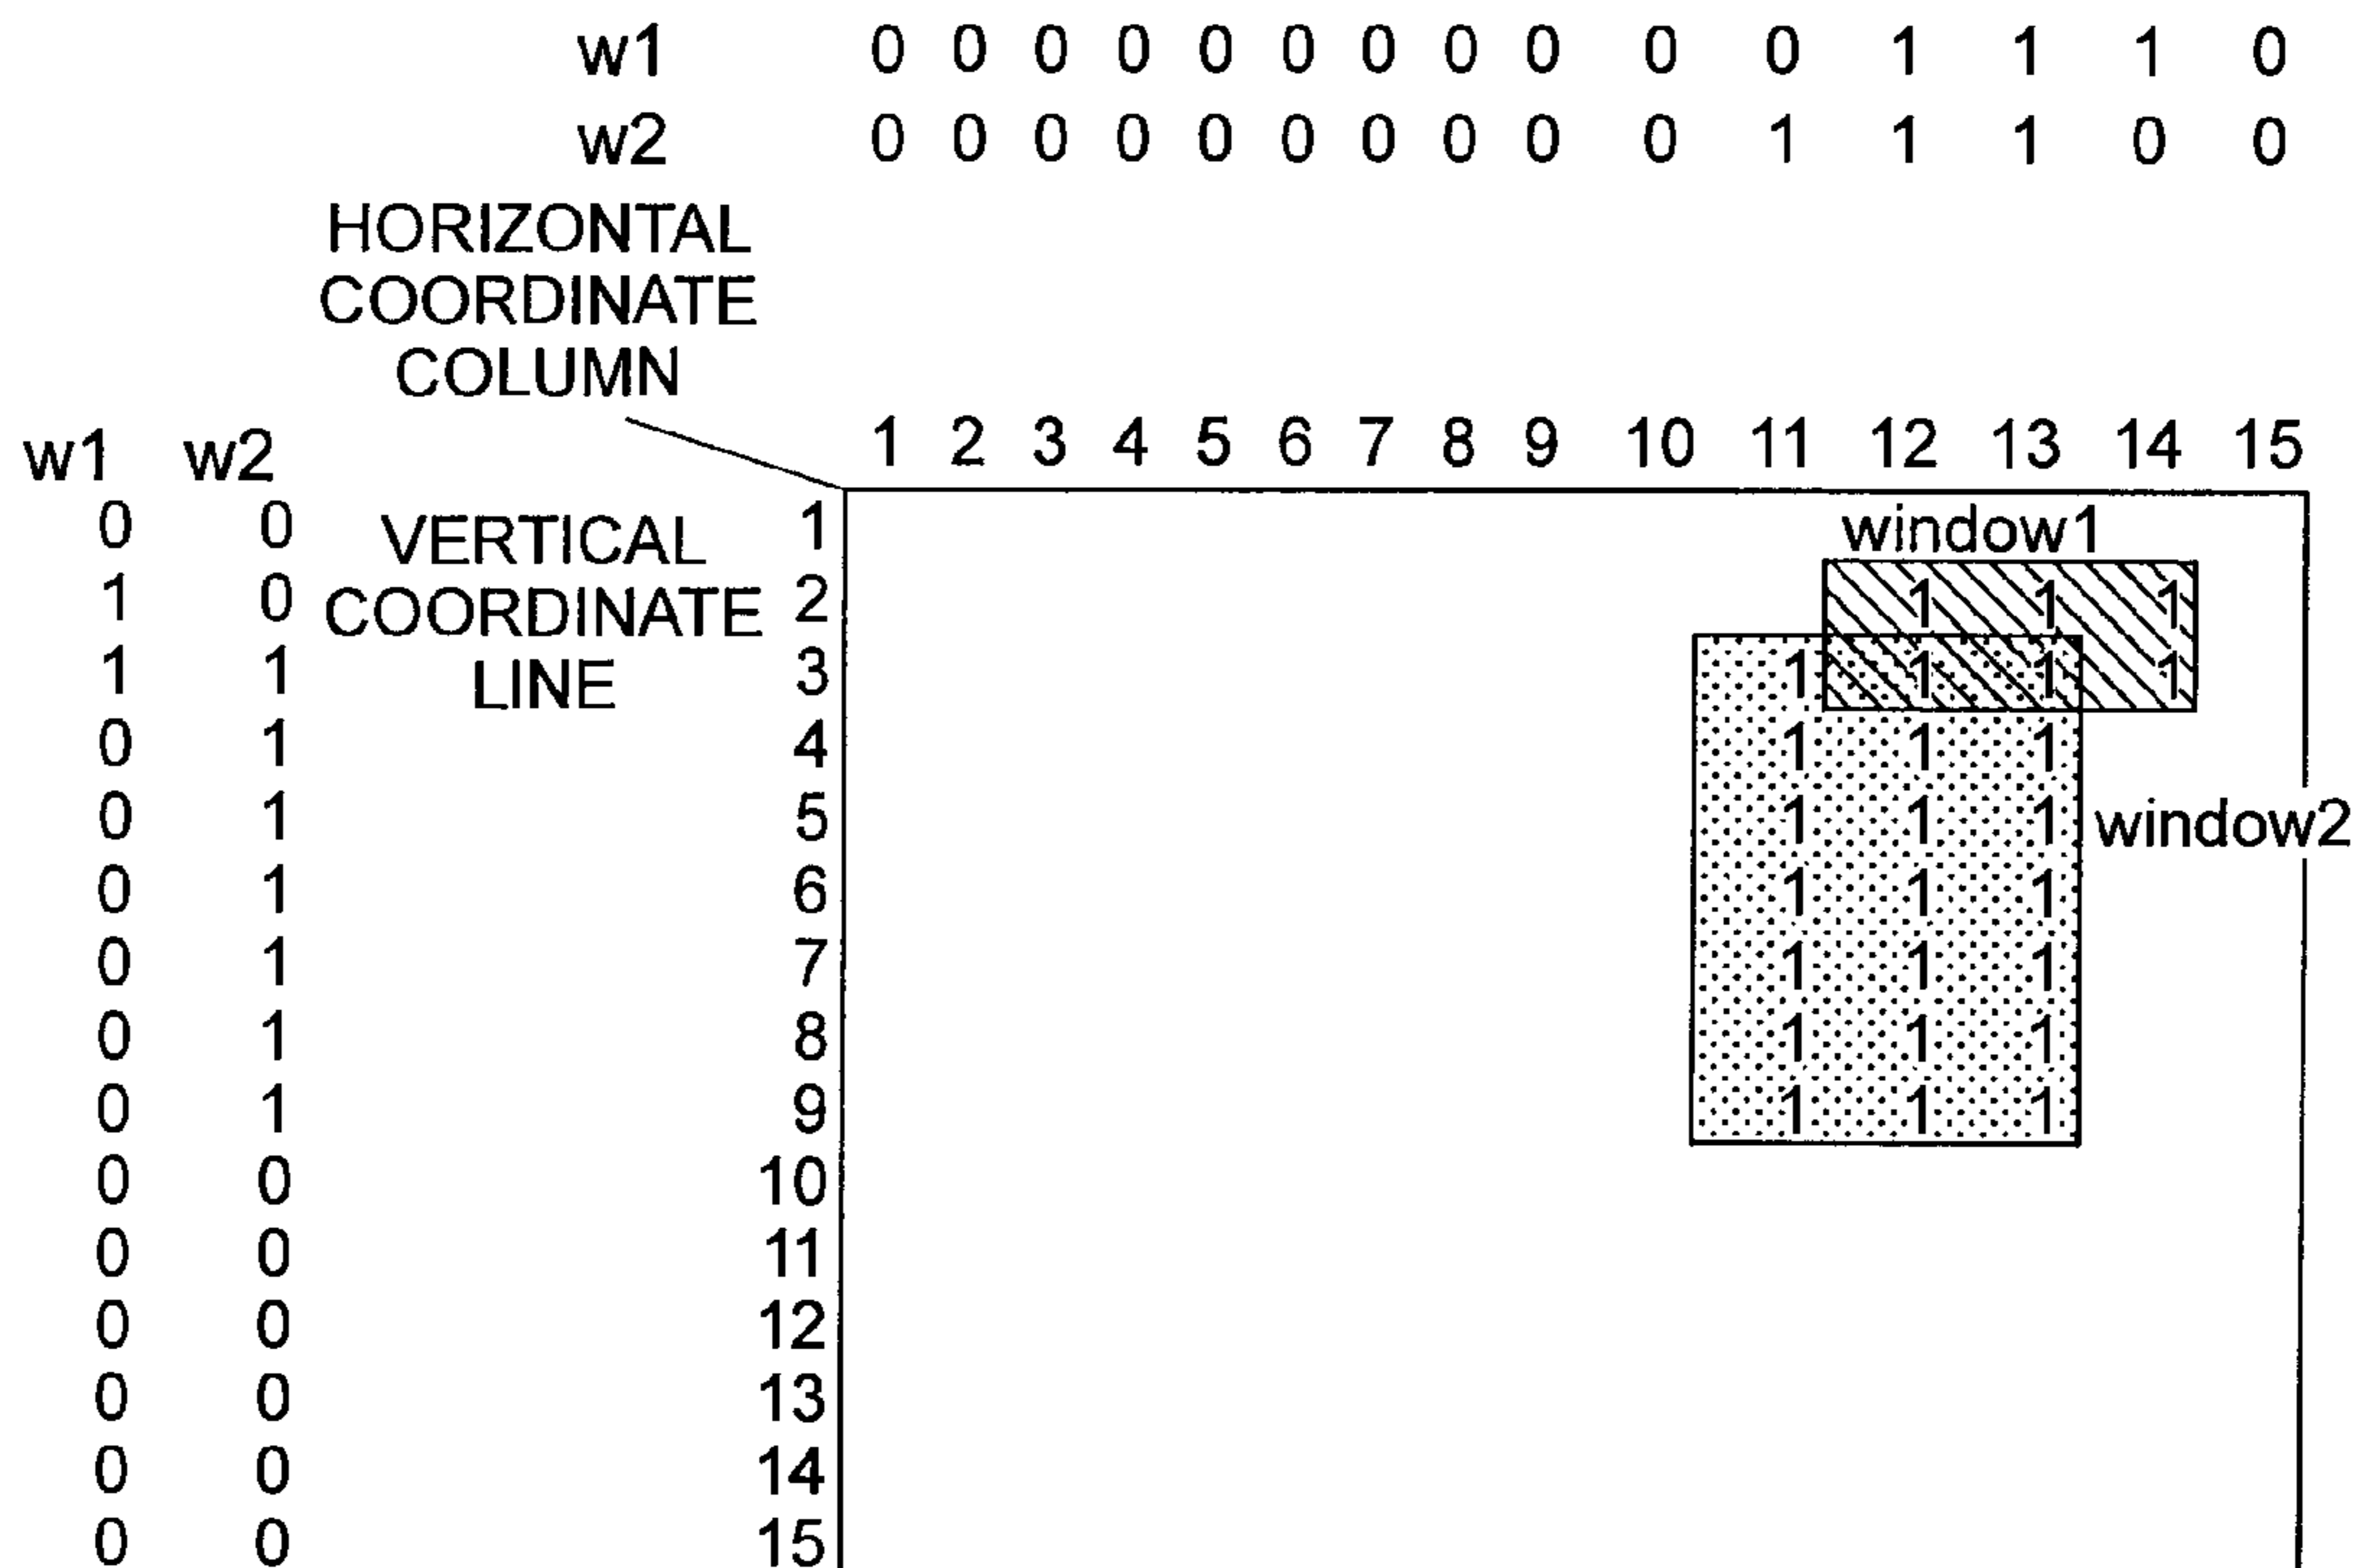 w1 0 0 0 0 0 0 0 0 0 0 0 1 1 1 0
w2 0 0 0 0 0 0 0 0 0 0 1 1 1 0 0
HORIZONTAL
COORDINATE
COLUMN
w1 w2 1 2 3 4 5 6 7 8 9 10 11 12 13 14 15
0 0 VERTICAL 1 window1
1 0 COORDINATE 2 1 1 1
1 1 LINE 3 1 1 1 1
0 1 4 1 1 1
0 1 5 1 1 1 window2
0 1 6 1 1 1
0 1 7 1 1 1
0 1 8 1 1 1
0 1 9 1 1 1
0 0 10
0 0 11
0 0 12
0 0 13
0 0 14
0 0 15